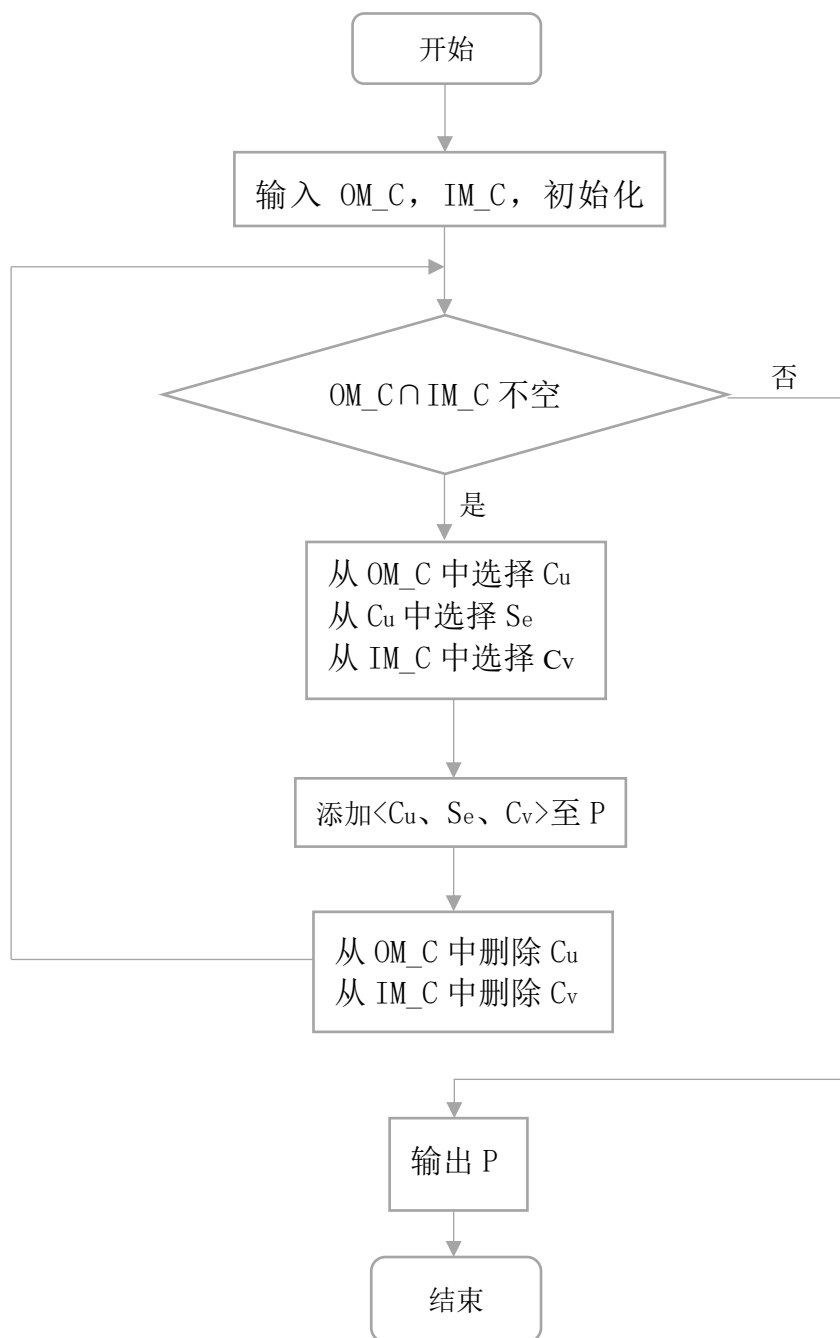 开始
输入 OM_C，IM_C，初始化
OM_C∩IM_C 不空
否
是
从 OM_C 中选择 Cu
从 Cu 中选择 Se
从 IM_C 中选择 Cv
添加<Cu、Se、Cv>至 P
从 OM_C 中删除 Cu
从 IM_C 中删除 Cv
输出 P
结束